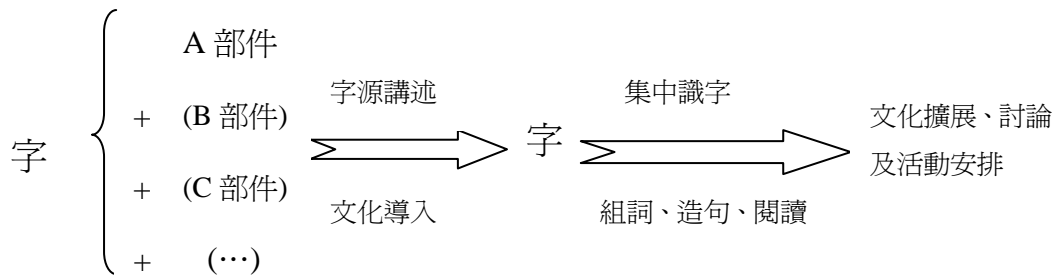 字
A 部件
+ (B 部件)
+ (C 部件)
+ (⋯)
字源講述
文化導入
字
集中識字
組詞、造句、閱讀
文化擴展、討論
及活動安排